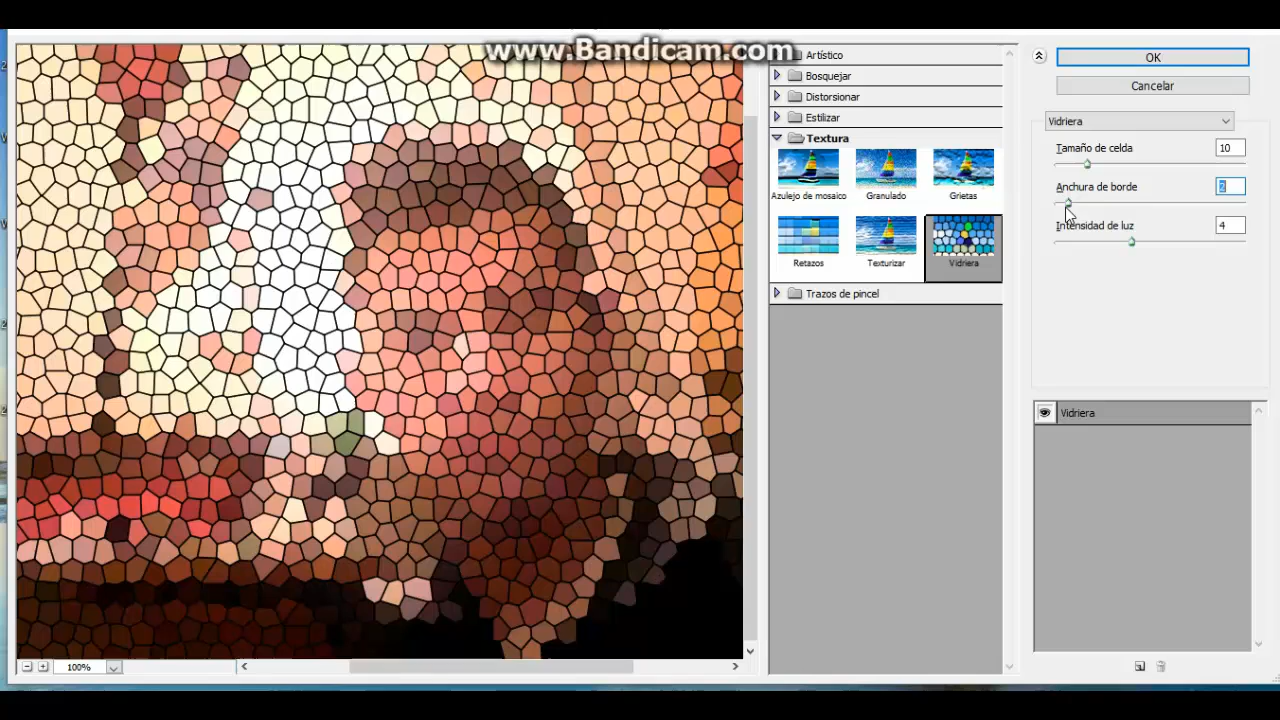 www.Bandicam.com
Artístico
Bosquejar
Distorsionar
Estilizar
Textura
Azulejo de mosaico
Granulado
Grietas
Retazos
Texturizar
Vidriera
Trazos de pincel
OK
Cancelar
Vidriera
Tamaño de celda 10
Anchura de borde 2
Intensidad de luz 4
Vidriera
100%